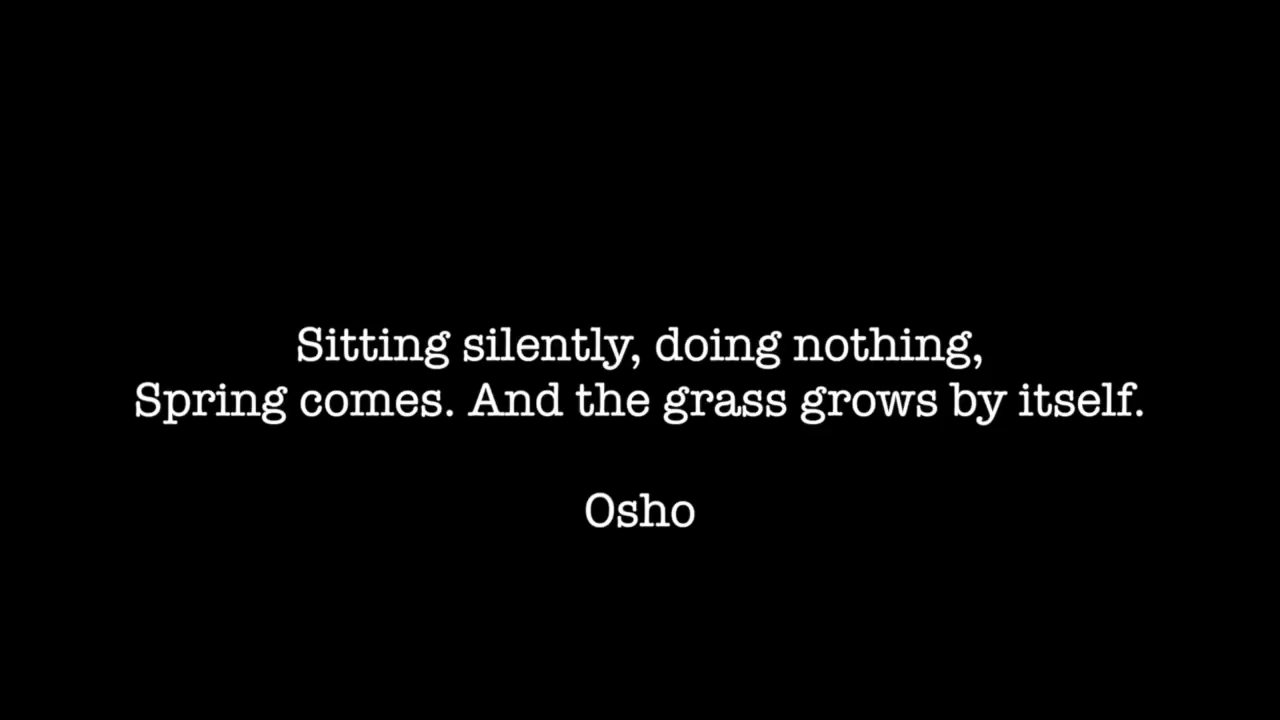 Sitting silently, doing nothing,
Spring comes. And the grass grows by itself.
Osho